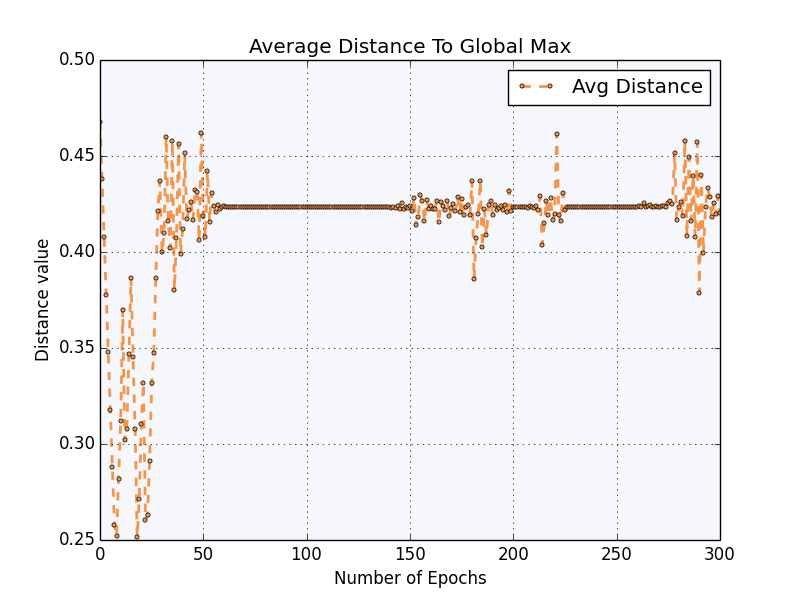 Average Distance To Global Max
Avg Distance
0.50
0.45
0.40
0.35
0.30
0.25
Distance value
0 50 100 150 200 250 300
Number of Epochs